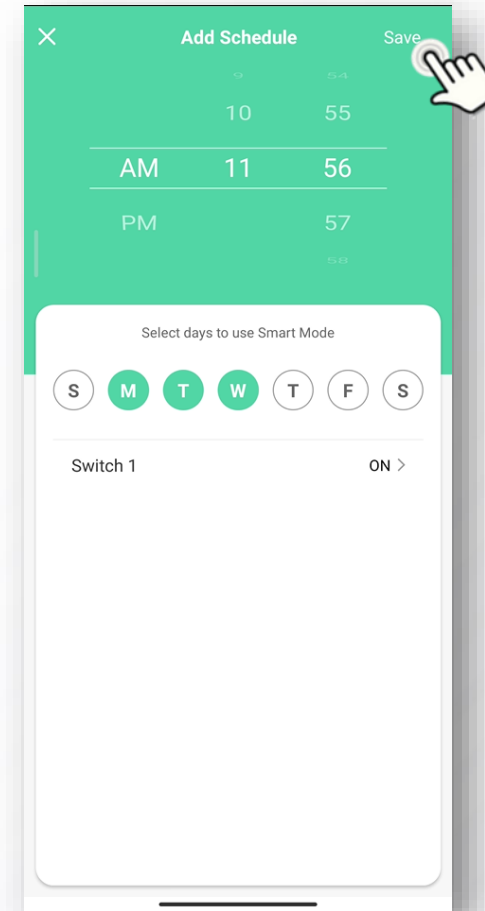 Add Schedule Save
9 54
10 55
AM 11 56
PM 57
58
Select days to use Smart Mode
S M T W T F S
Switch 1 ON